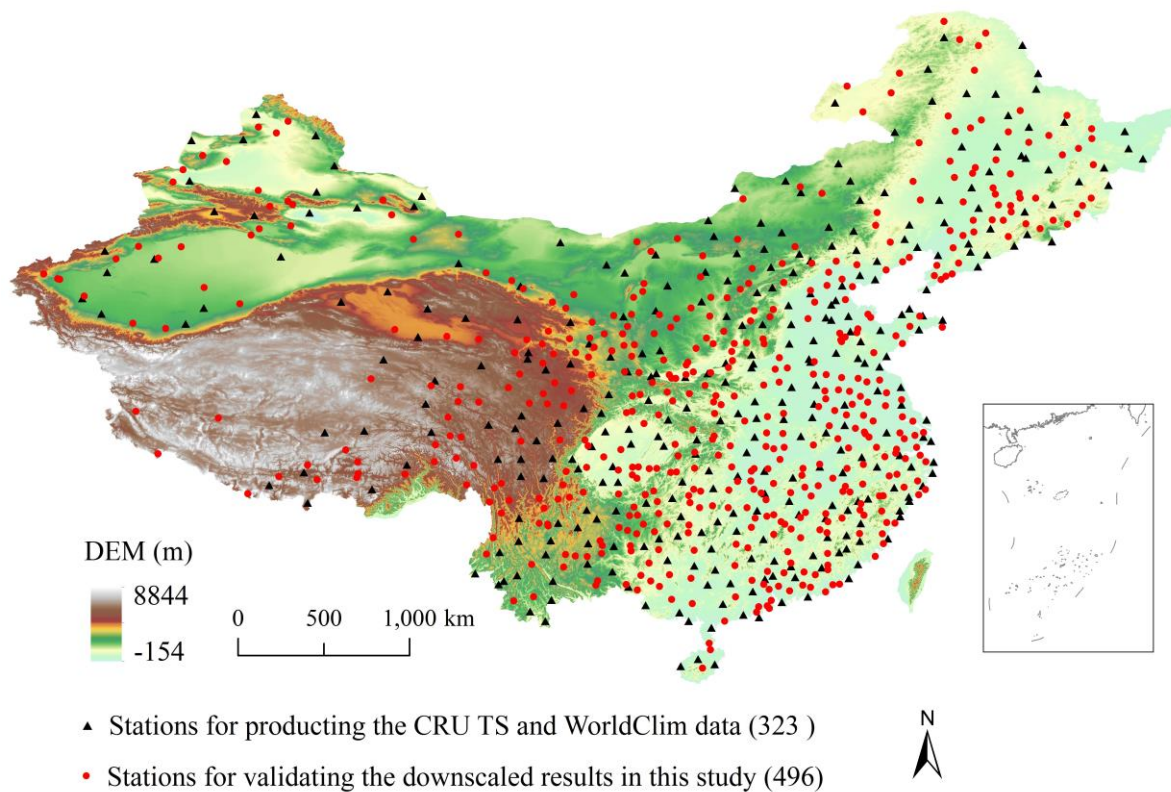 DEM (m)
8844
-154
0 500 1,000 km
N
Stations for producting the CRU TS and WorldClim data (323 )
Stations for validating the downscaled results in this study (496)